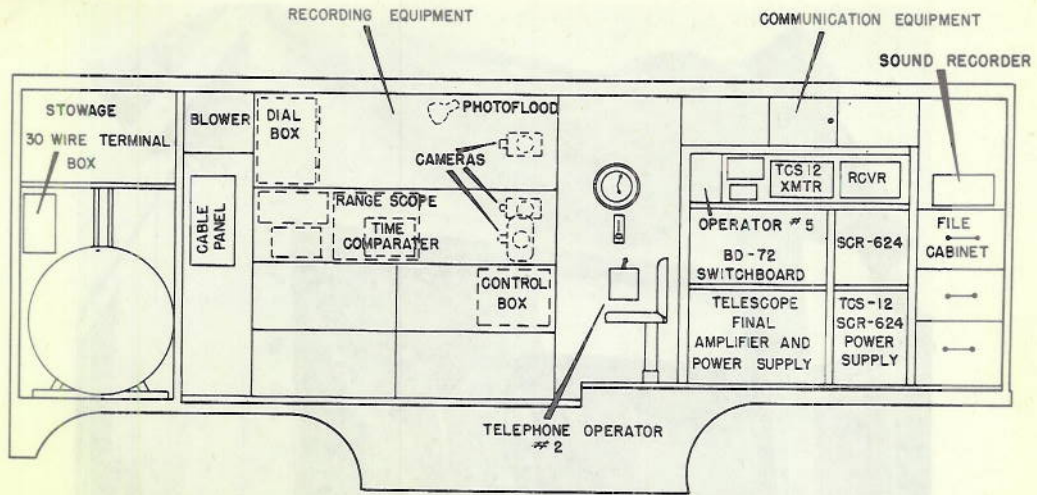 RECORDING EQUIPMENT
COMMUNICATION EQUIPMENT
SOUND RECORDER
STOWAGE
30 WIRE TERMINAL
BOX
BLOWER
CABLE
PANEL
DIAL
BOX
PHOTOFLOOD
CAMERAS
RANGE SCOPE
TIME
COMPARATER
CONTROL
BOX
TCS 12
XMTR
RCVR
OPERATOR #5
BD-72
SWITCHBOARD
SCR-624
FILE
CABINET
TELESCOPE
FINAL
AMPLIFIER AND
POWER SUPPLY
TCS-12
SCR-624
POWER
SUPPLY
TELEPHONE OPERATOR
#2